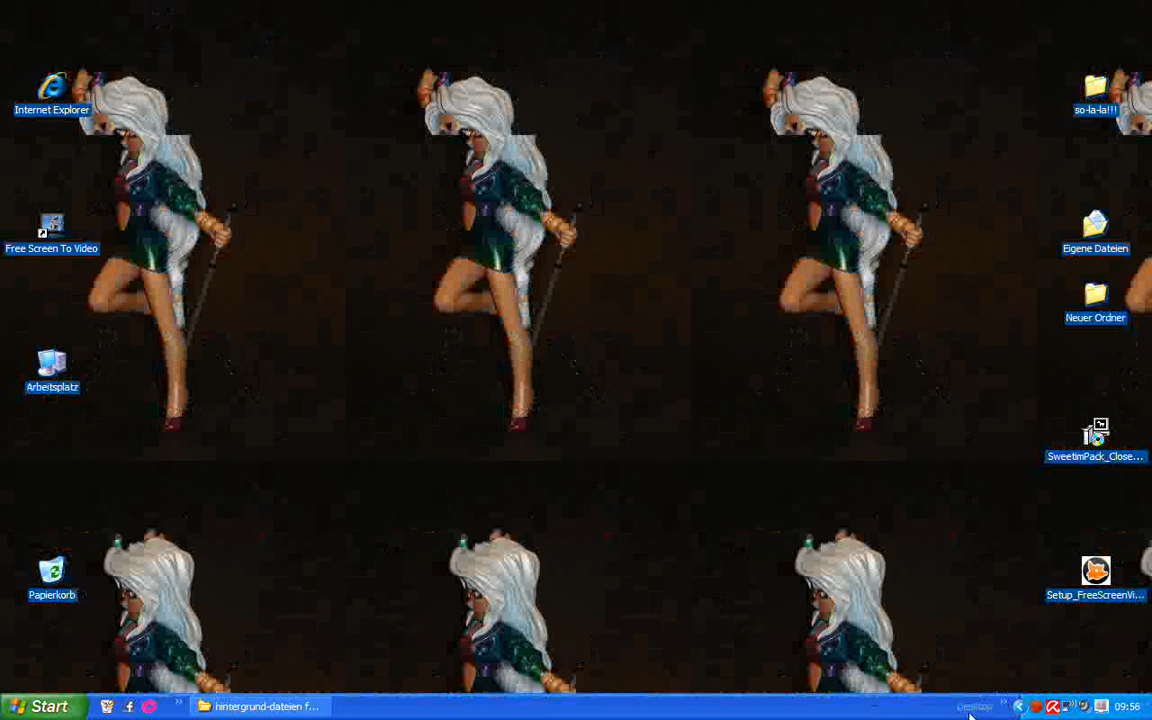 Internet Explorer
so-la-la!!!
Free Screen To Video
Eigene Dateien
Neuer Ordner
Arbeitsplatz
SweetimPack_Close...
Papierkorb
Setup_FreeScreenVi...
Start
hintergrund-dateien f...
Desktop
09:56